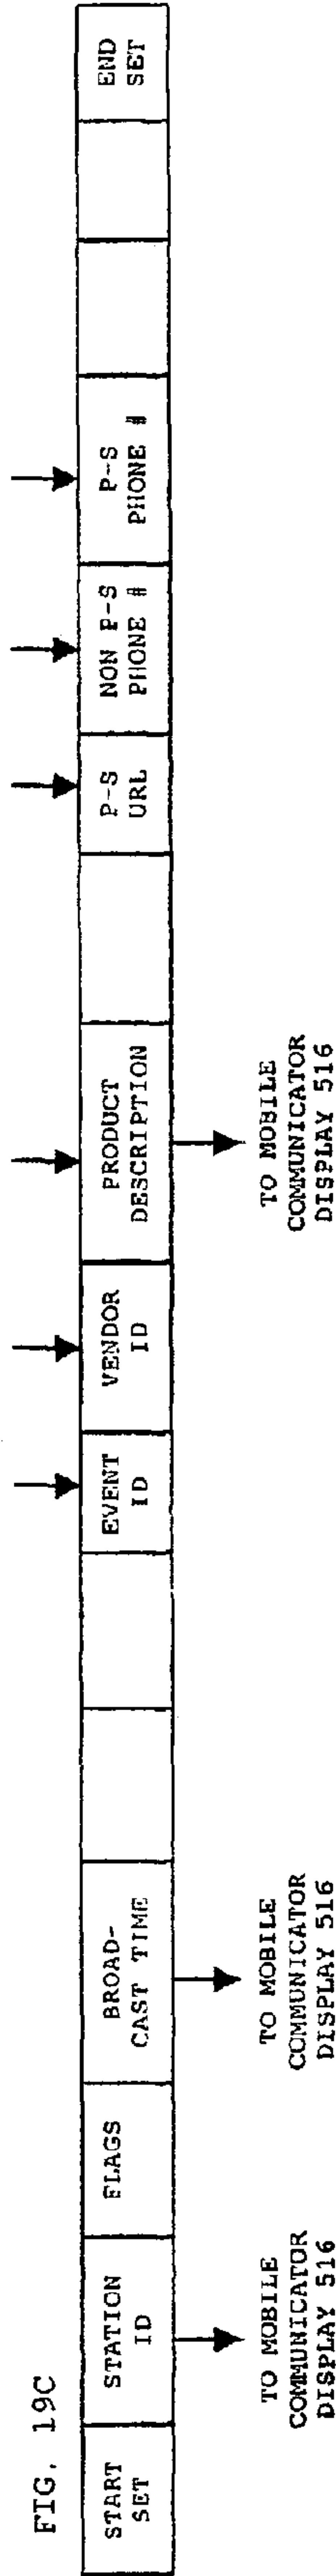 FIG. 19C
START
SET
STATION
ID
FLAGS
BROAD-
CAST TIME
EVENT
ID
VENDOR
ID
PRODUCT
DESCRIPTION
P-S
URL
NON P-S
PHONE #
P-S
PHONE #
END
SET
TO MOBILE
COMMUNICATOR
DISPLAY 516
TO MOBILE
COMMUNICATOR
DISPLAY 516
TO MOBILE
COMMUNICATOR
DISPLAY 516